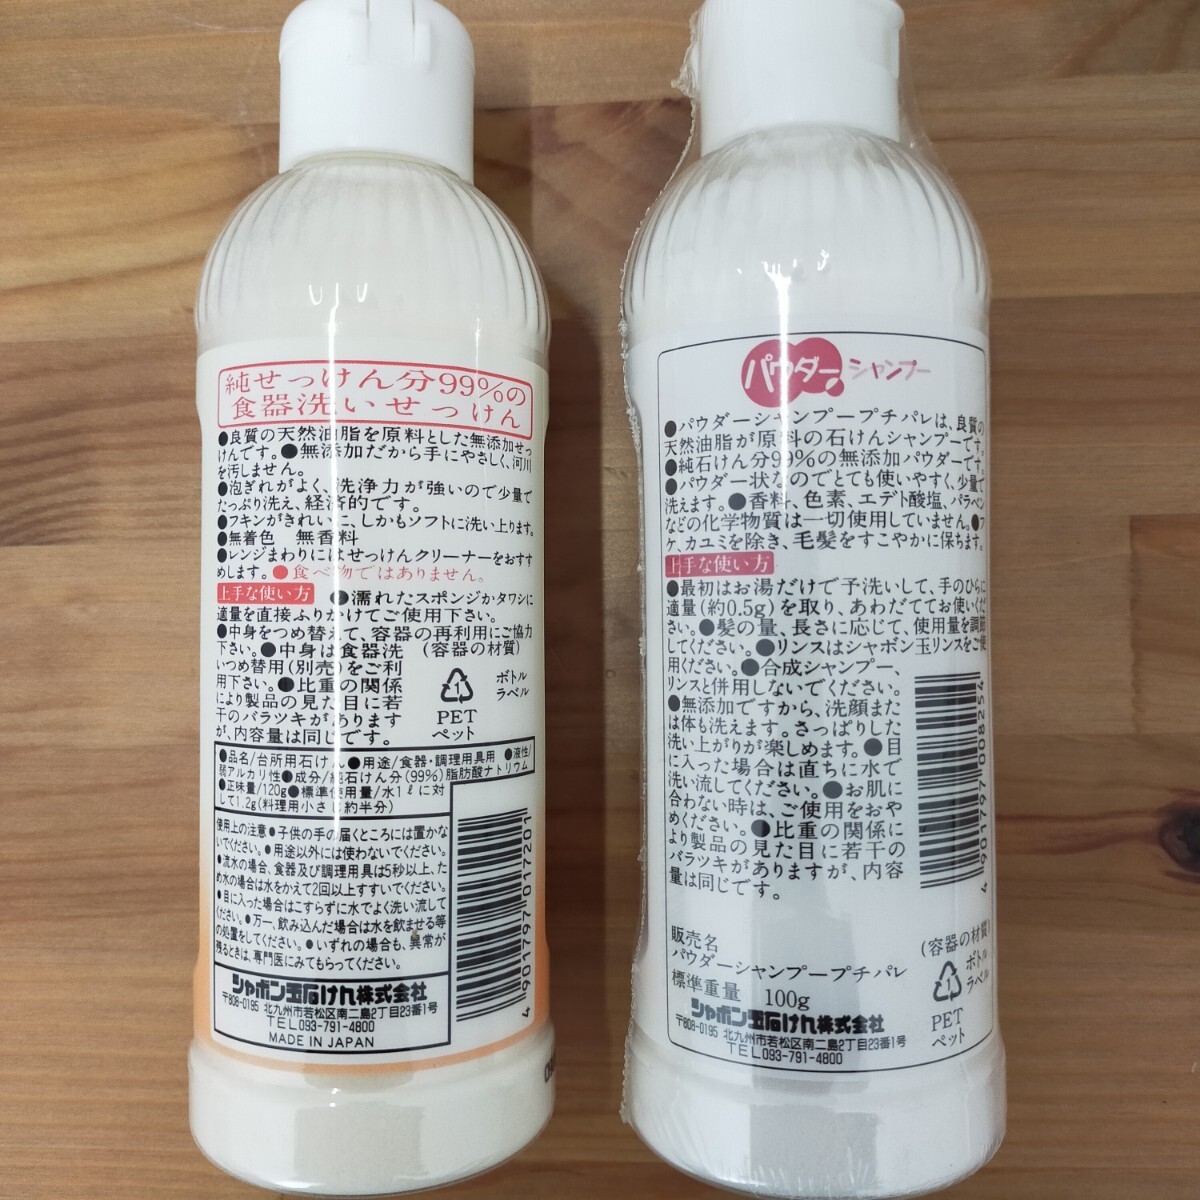 純せっけん分99%の
食器洗いせっけん
●良質の天然油脂を原料とした無添加せっ
けんです。●無添加だから手にやさしく、河川
を汚しません。
●泡ぎれがよく、洗浄力が強いので少量で
たっぷり洗え、経済的です。
●フキンがきれいに、しかもソフトに洗い上ります。
●無着色　無香料
●レンジまわりにはせっけんクリーナーをおすす
めします。●食べ物ではありません。
上手な使い方　●濡れたスポンジかタワシに
適量を直接ふりかけてご使用下さい。
●中身をつめ替えて、容器の再利用にご協力
下さい。●中身は食器洗
いつめ替用(別売)をご利
用下さい。●比重の関係
により製品の見た目に若
干のバラツキがあります
が、内容量は同じです。
(容器の材質)
1
PET
ペット
ボトル
ラベル
●品名/台所用石けん●用途/食器・調理用具用　●液性/
弱アルカリ性●成分/純石けん分(99%)脂肪酸ナトリウム
●正味量/120g●標準使用量/水1ℓに対
して1.2g(料理用小さじ約半分)
使用上の注意●子供の手の届くところには置かな
いでください。●用途以外には使わないでください。
●流水の場合、食器及び調理用具は5秒以上、た
め水の場合は水をかえて2回以上すすいでください。
●目に入った場合はこすらずに水でよく洗い流して
ください。●万一、飲み込んだ場合は水を飲ませる等
の処置をしてください。●いずれの場合も、異常が
残るときは、専門医にみてもらってください。
シャボン玉石けん株式会社
〒808-0195 北九州市若松区南二島2丁目23番1号
TEL 093-791-4800
MADE IN JAPAN
4 901797 017201
パウダーシャンプー
●パウダーシャンプープチパレは、良質の
天然油脂が原料の石けんシャンプーです。
●純石けん分99%の無添加パウダーです。
●パウダー状なのでとても使いやすく、少量で
洗えます。●香料、色素、エデト酸塩、パラベン
などの化学物質は一切使用していません。●フ
ケ、カユミを除き、毛髪をすこやかに保ちます。
上手な使い方
●最初はお湯だけで予洗いして、手のひらに
適量(約0.5g)を取り、あわだててお使いくだ
さい。●髪の量、長さに応じて、使用量を調節
してください。●リンスはシャボン玉リンスをご使
用ください。●合成シャンプー、
リンスと併用しないでください。
●無添加ですから、洗顔また
は体も洗えます。さっぱりした
洗い上がりが楽しめます。●目
に入った場合は直ちに水で
洗い流してください。●お肌に
合わない時は、ご使用をおや
めください。●比重の関係に
より製品の見た目に若干の
バラツキがありますが、内容
量は同じです。
4 901797 008254
販売名
パウダーシャンプープチパレ
標準重量　100g
シャボン玉石けん株式会社
〒808-0195 北九州市若松区南二島2丁目23番1号
TEL 093-791-4800
(容器の材質)
1
ボトル
ラベル
PET
ペット